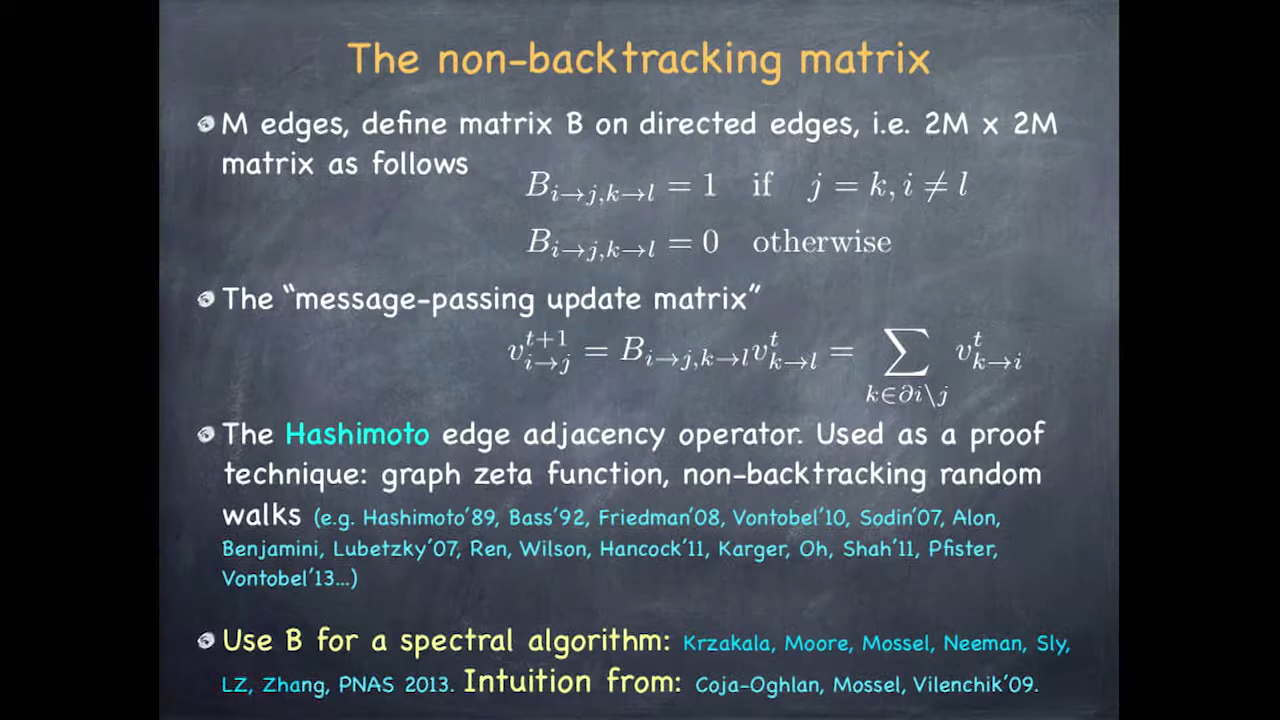 The non-backtracking matrix
M edges, define matrix B on directed edges, i.e. 2M x 2M
matrix as follows
B_{i→j,k→l} = 1 if j = k, i ≠ l
B_{i→j,k→l} = 0 otherwise
The “message-passing update matrix”
v^{t+1}_{i→j} = B_{i→j,k→l} v^t_{k→l} = ∑_{k∈∂i\j} v^t_{k→i}
The Hashimoto edge adjacency operator. Used as a proof
technique: graph zeta function, non-backtracking random
walks (e.g. Hashimoto’89, Bass’92, Friedman’08, Vontobel’10, Sodin’07, Alon,
Benjamini, Lubetzky’07, Ren, Wilson, Hancock’11, Karger, Oh, Shah’11, Pfister,
Vontobel’13…)
Use B for a spectral algorithm: Krzakala, Moore, Mossel, Neeman, Sly,
LZ, Zhang, PNAS 2013. Intuition from: Coja-Oghlan, Mossel, Vilenchik’09.